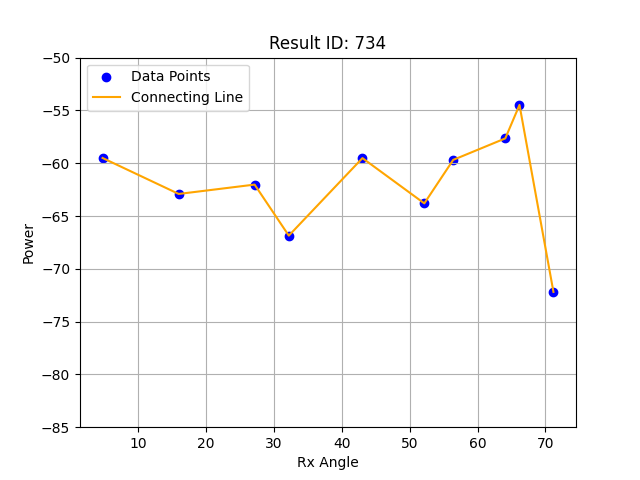 Result ID: 734
Data Points
Connecting Line
−50
−55
−60
−65
−70
−75
−80
−85
Power
10 20 30 40 50 60 70
Rx Angle